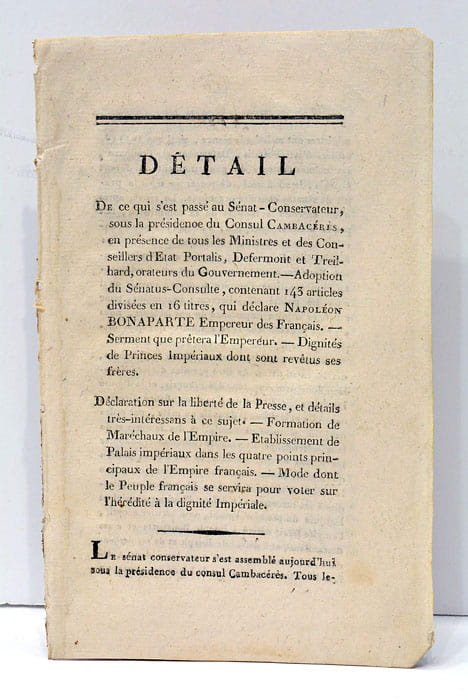 DÉTAIL
DE ce qui s'est passé au Sénat-Conservateur,
sous la présidence du Consul CAMBACÉRÈS,
en présence de tous les Ministres et des Con-
seillers d'Etat Portalis, Defermont et Treil-
hard, orateurs du Gouvernement.—Adoption
du Sénatus-Consulte, contenant 143 articles
divisées en 16 titres, qui déclare NAPOLÉON
BONAPARTE Empereur des Français. —
Serment que prêtera l'Empereur. — Dignités
de Princes Impériaux dont sont revêtus ses
frères.
Déclaration sur la liberté de la Presse, et détails
très-intéressans à ce sujet. — Formation de
Maréchaux de l'Empire. — Etablissement de
Palais impériaux dans les quatre points prin-
cipaux de l'Empire français. — Mode dont
le Peuple français se servira pour voter sur
l'hérédité à la dignité Impériale.
LE sénat conservateur s'est assemblé aujourd'hui
sous la présidence du consul Cambacérès. Tous le-